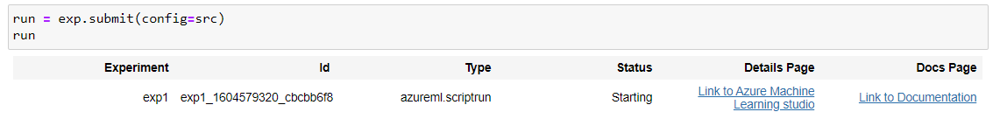 run = exp.submit(config=src)
run
Experiment Id Type Status Details Page Docs Page
exp1 exp1_1604579320_cbcbb6f8 azureml.scriptrun Starting Link to Azure Machine Learning studio Link to Documentation